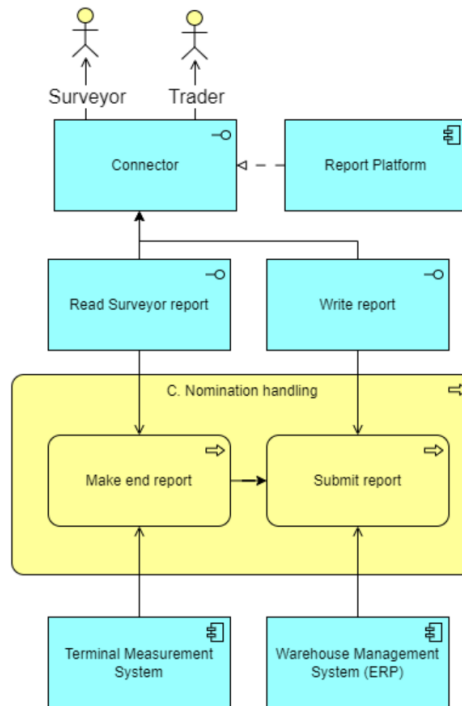 Surveyor
Trader
Connector
Report Platform
Read Surveyor report
Write report
C. Nomination handling
Make end report
Submit report
Terminal Measurement
System
Warehouse Management
System (ERP)